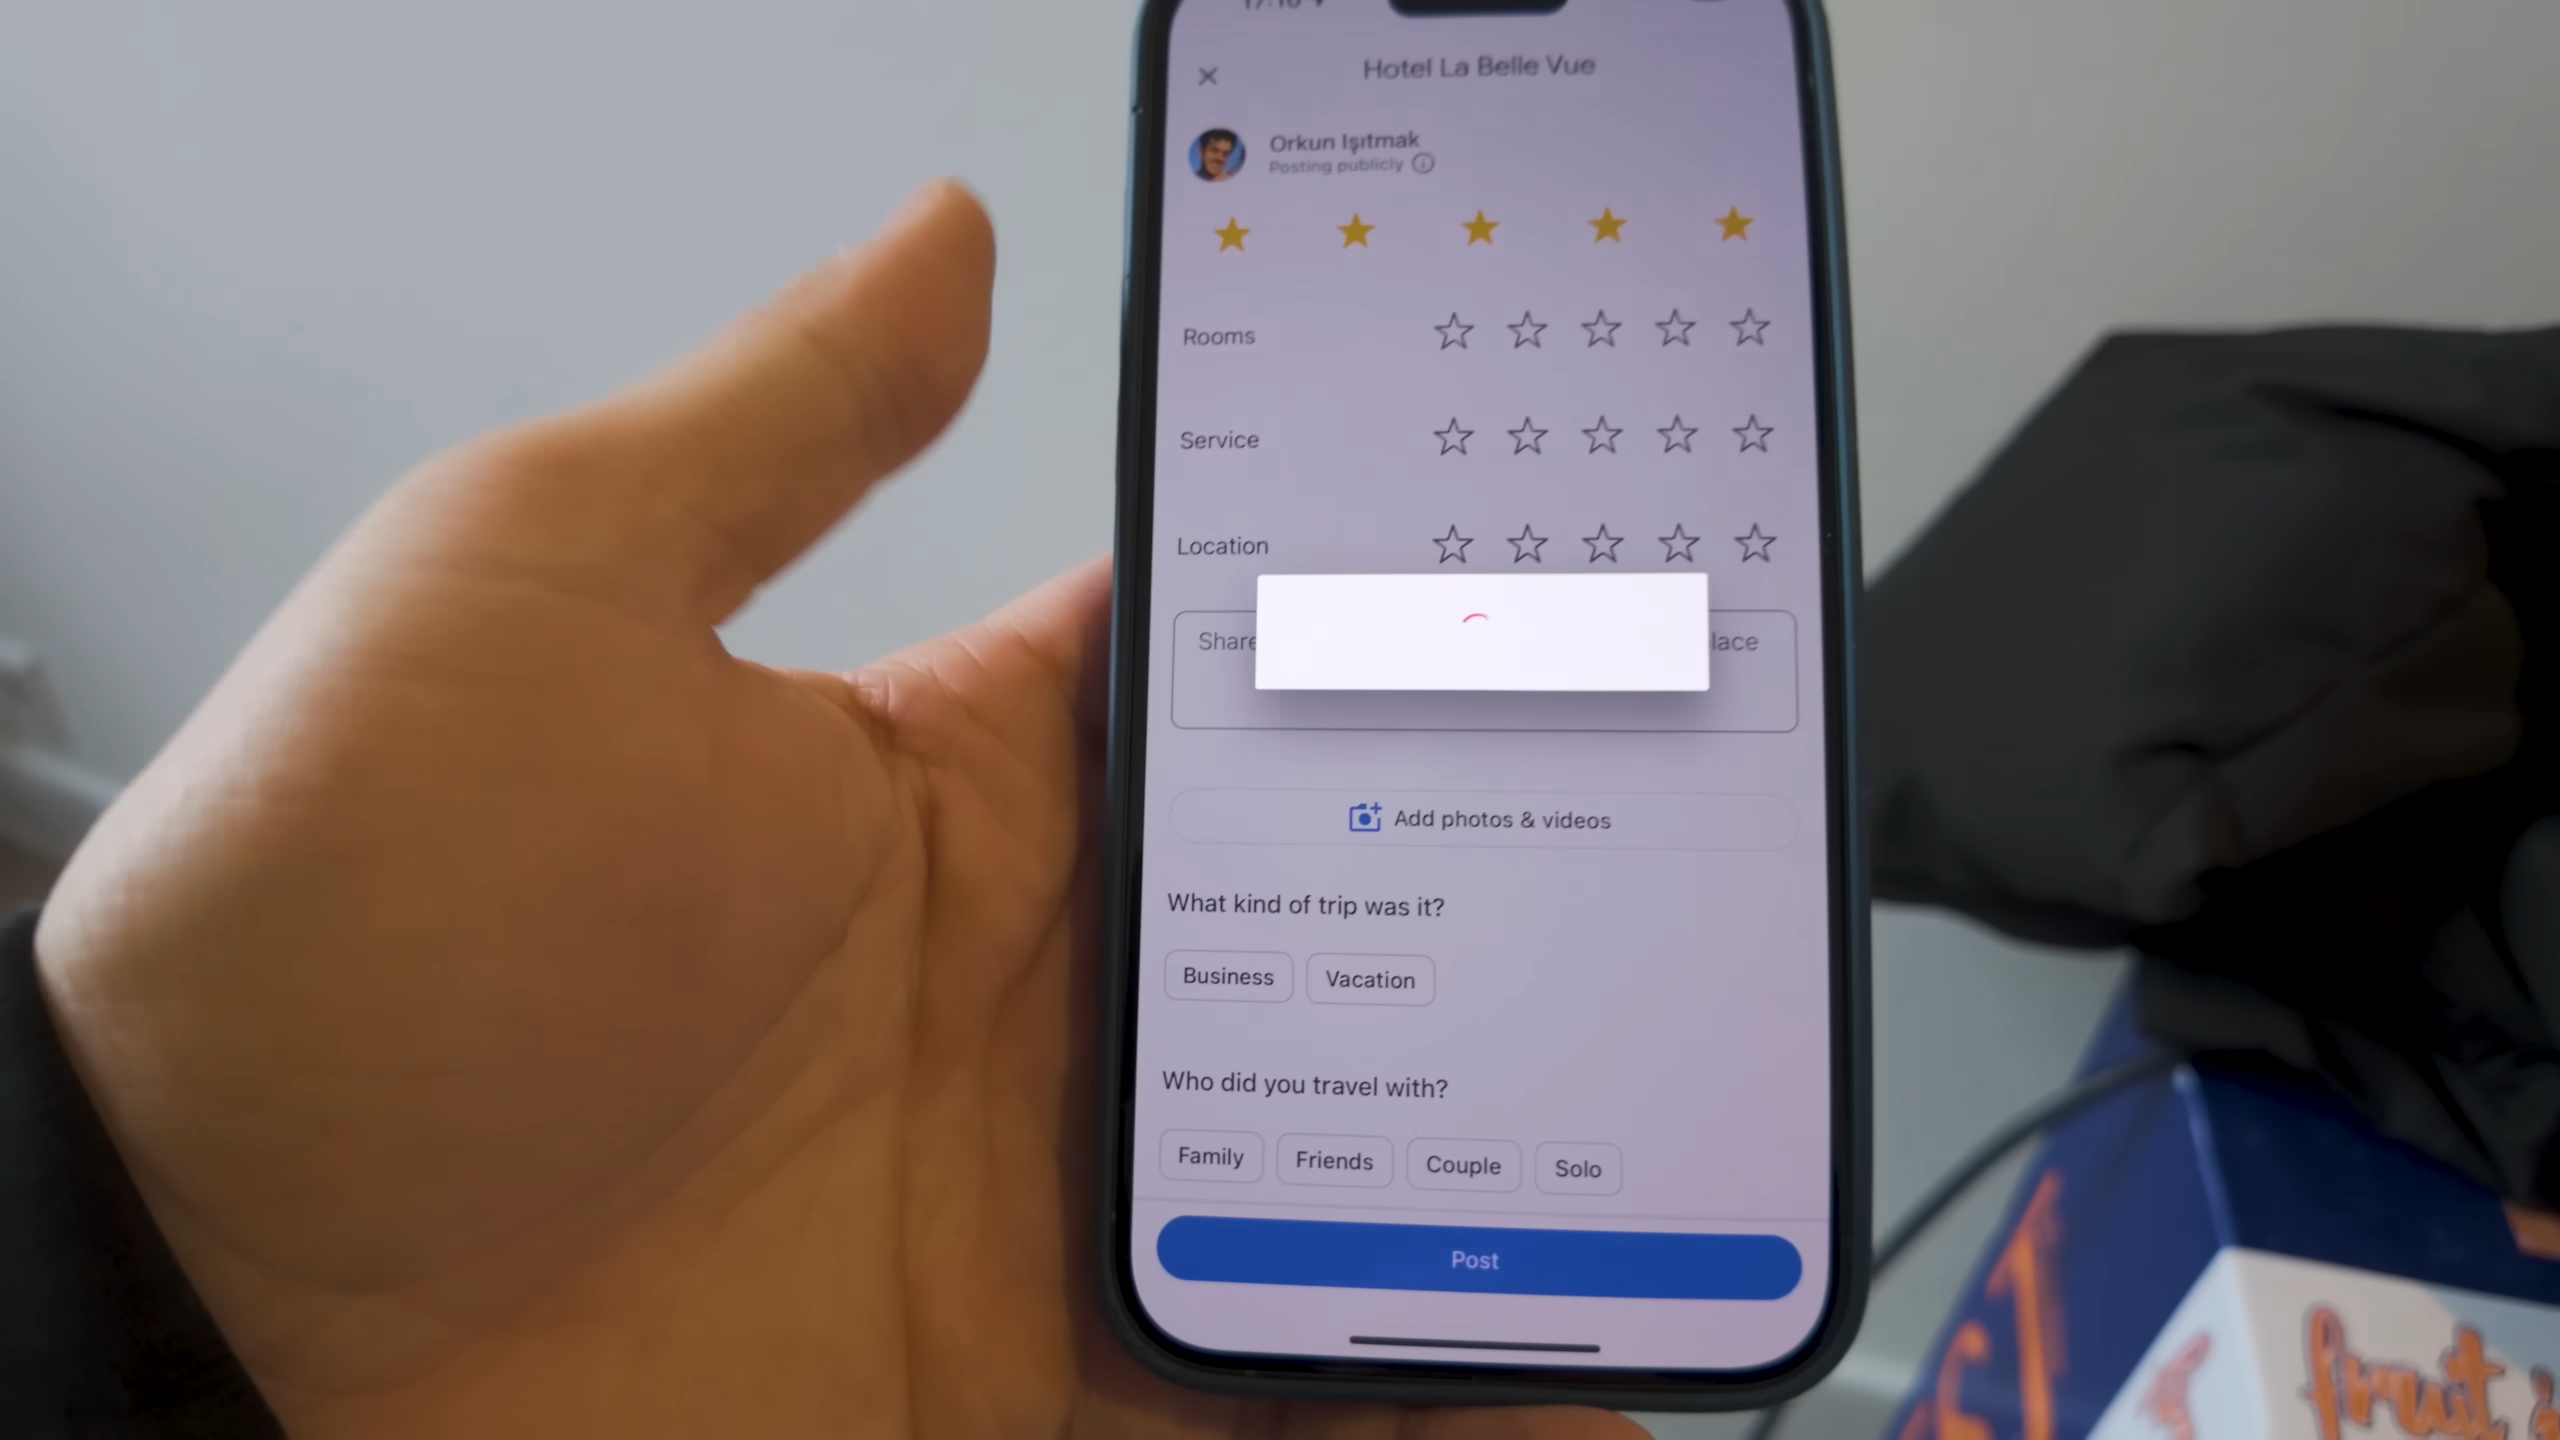 Hotel La Belle Vue
Orkun Işıtmak
Posting publicly
Rooms
Service
Location
Share
lace
Add photos & videos
What kind of trip was it?
Business Vacation
Who did you travel with?
Family Friends Couple Solo
Post
fruit